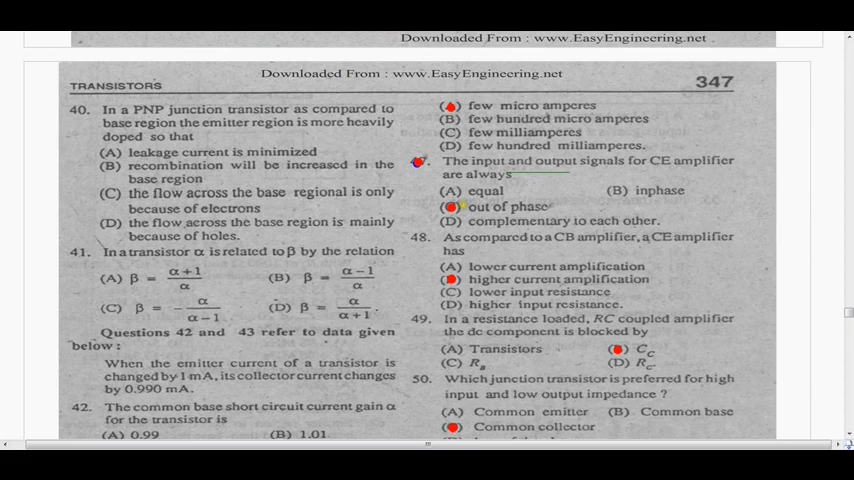 Downloaded From : www.EasyEngineering.net
Downloaded From : www.EasyEngineering.net
TRANSISTORS
347
40. In a PNP junction transistor as compared to
base region the emitter region is more heavily
doped so that
(A) leakage current is minimized
(B) recombination will be increased in the
base region
(C) the flow across the base regional is only
because of electrons
(D) the flow across the base region is mainly
because of holes.
41. In a transistor α is related to β by the relation
(A) β = α+1 / α (B) β = α−1 / α
(C) β = − α / α−1 (D) β = α / α+1
Questions 42 and 43 refer to data given
below :
When the emitter current of a transistor is
changed by 1 mA, its collector current changes
by 0.990 mA.
42. The common base short circuit current gain α
for the transistor is
(A) 0.99 (B) 1.01
( ) few micro amperes
(B) few hundred micro amperes
(C) few milliamperes
(D) few hundred milliamperes.
7. The input and output signals for CE amplifier
are always
(A) equal (B) inphase
( ) out of phase
(D) complementary to each other.
48. As compared to a CB amplifier, a CE amplifier
has
(A) lower current amplification
( ) higher current amplification
(C) lower input resistance
(D) higher input resistance.
49. In a resistance loaded, RC coupled amplifier
the dc component is blocked by
(A) Transistors ( ) C_C
(C) R_s (D) R_C.
50. Which junction transistor is preferred for high
input and low output impedance ?
(A) Common emitter (B) Common base
( ) Common collector